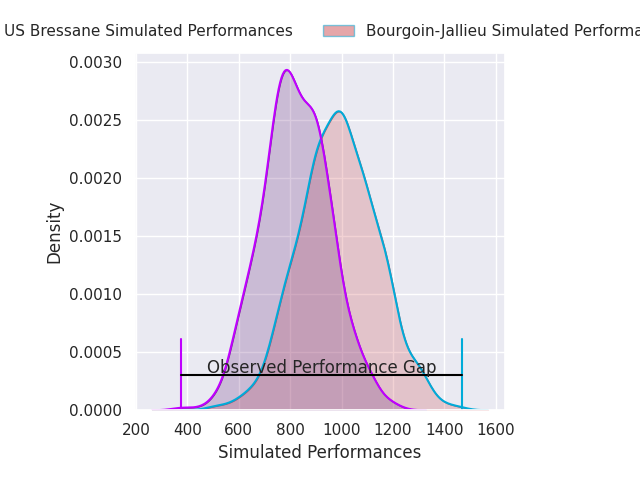 US Bressane Simulated Performances
Bourgoin-Jallieu Simulated Performa
0.0030
0.0025
0.0020
0.0015
0.0010
0.0005
0.0000
Density
Observed Performance Gap
200 400 600 800 1000 1200 1400 1600
Simulated Performances